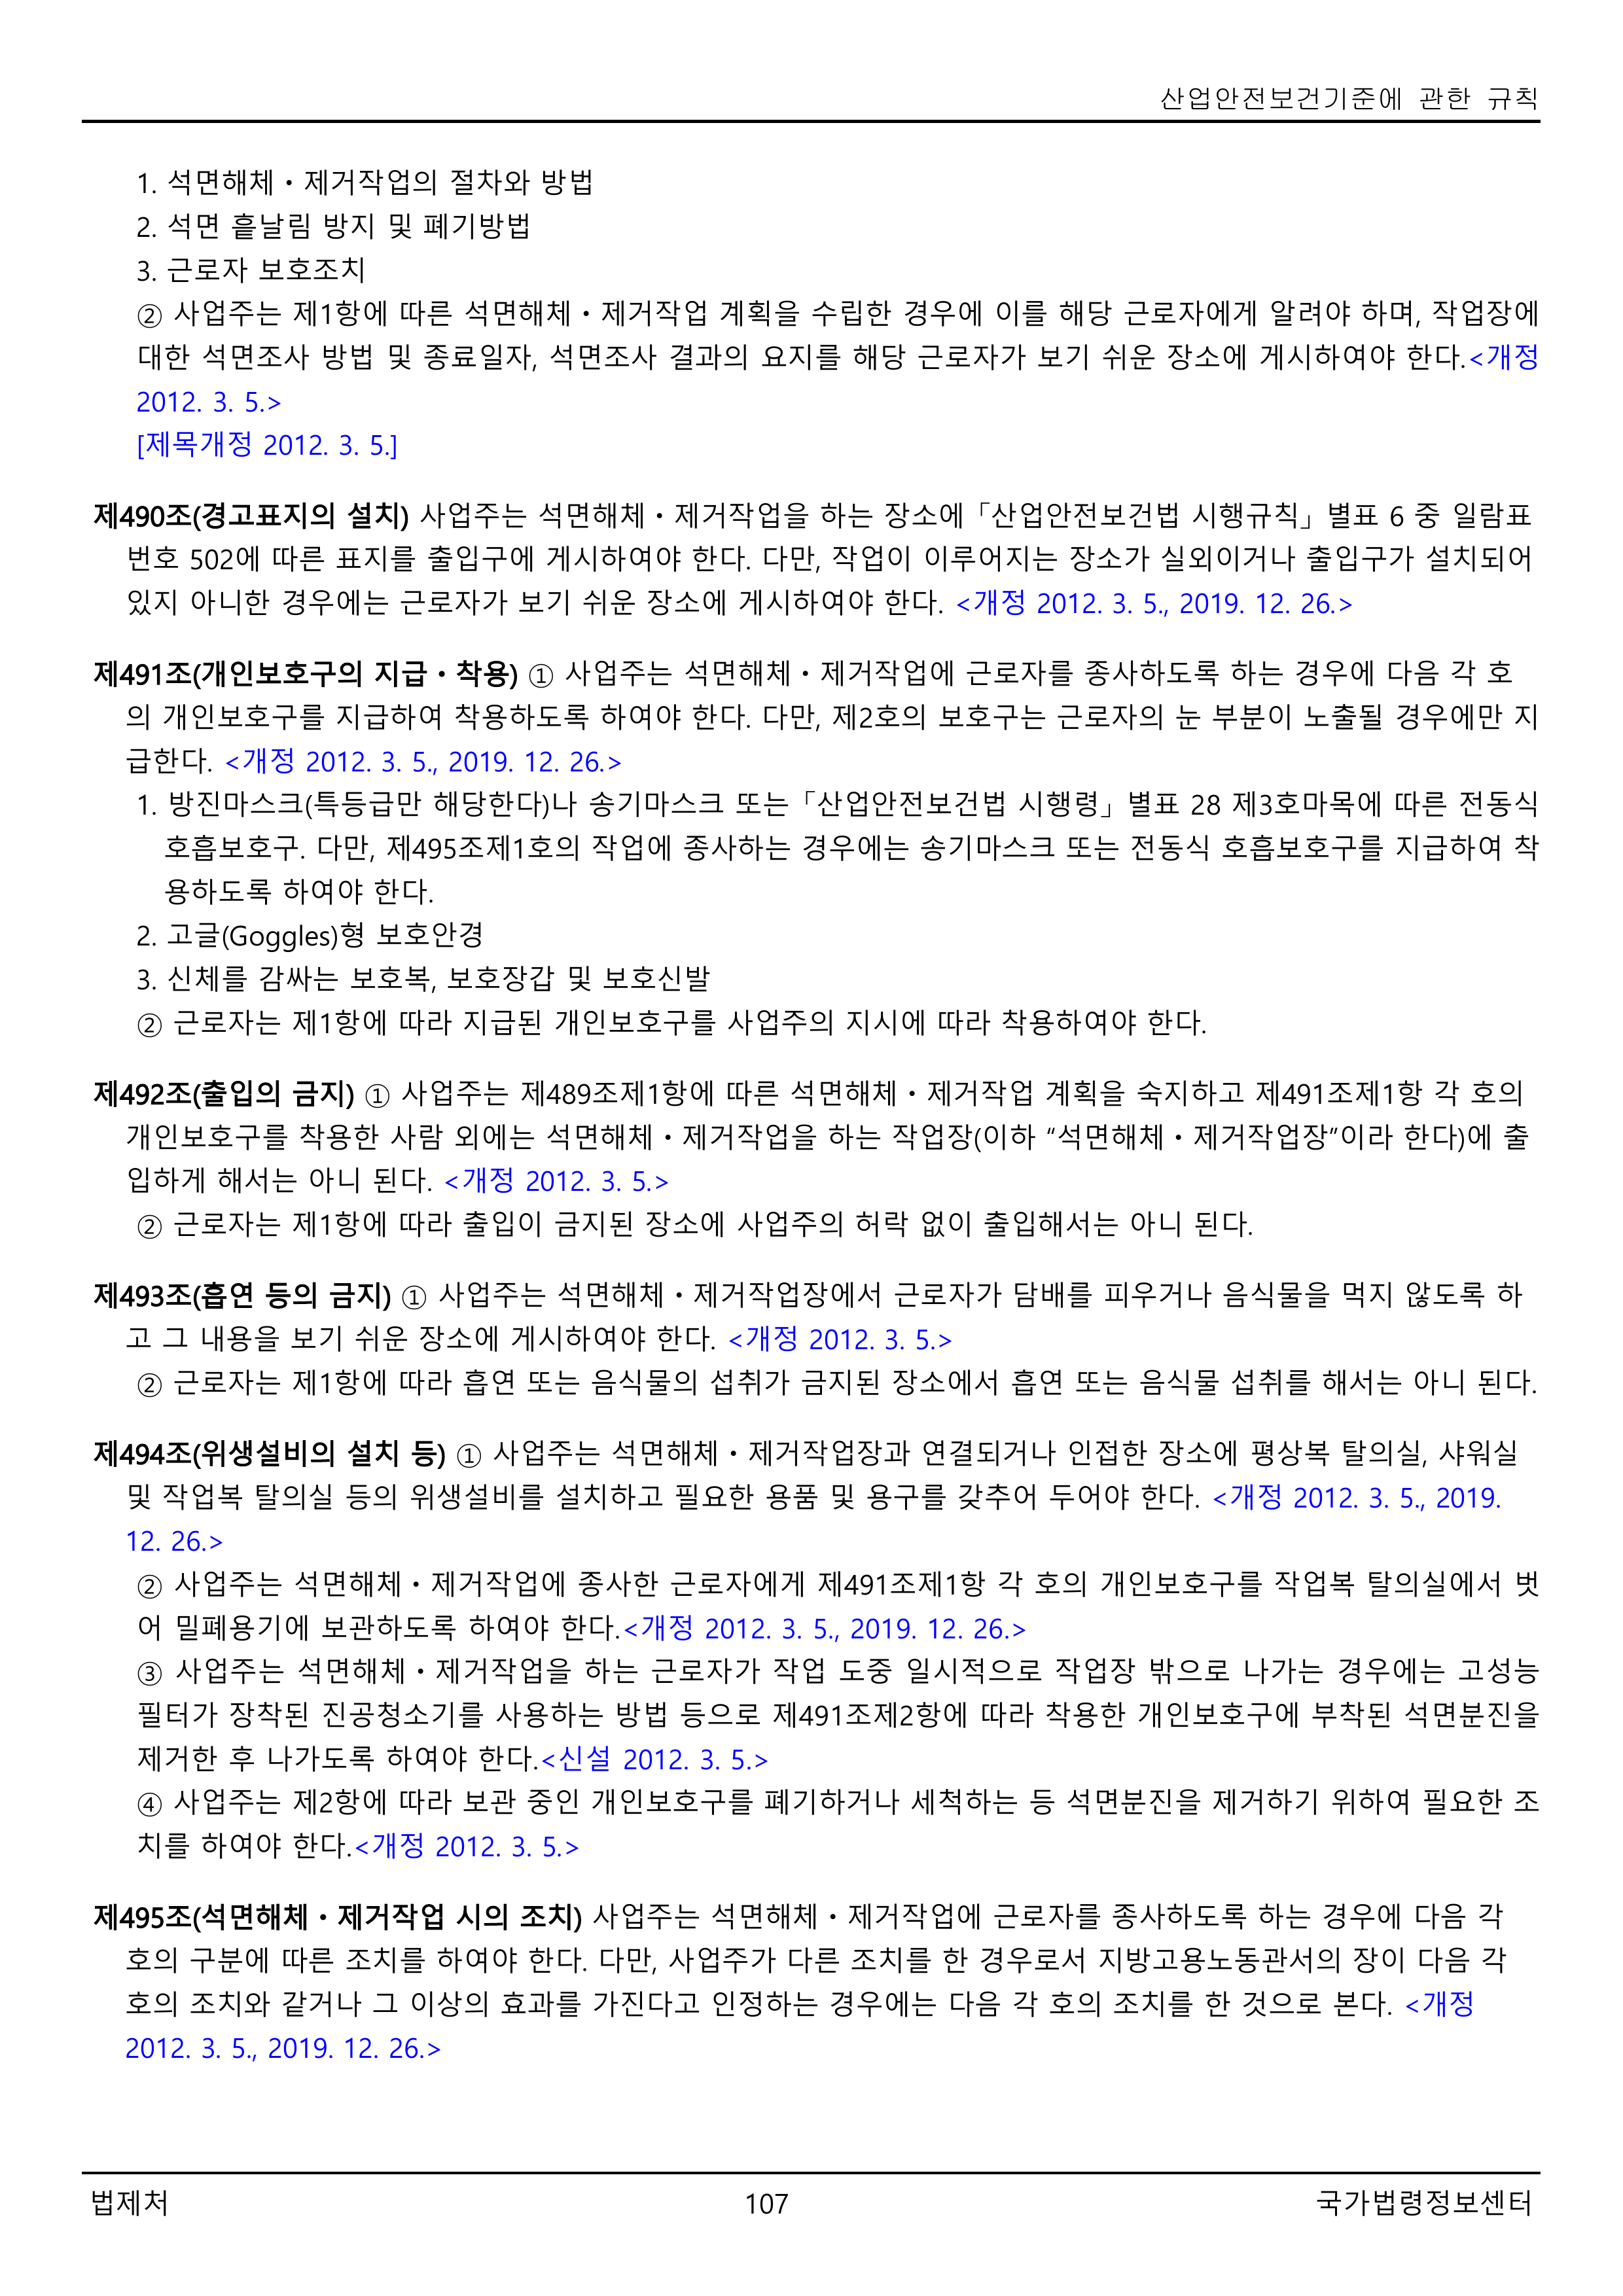 산업안전보건기준에 관한 규칙
1. 석면해체ㆍ제거작업의 절차와 방법
2. 석면 흩날림 방지 및 폐기방법
3. 근로자 보호조치
② 사업주는 제1항에 따른 석면해체ㆍ제거작업 계획을 수립한 경우에 이를 해당 근로자에게 알려야 하며, 작업장에
대한 석면조사 방법 및 종료일자, 석면조사 결과의 요지를 해당 근로자가 보기 쉬운 장소에 게시하여야 한다.<개정
2012. 3. 5.>
[제목개정 2012. 3. 5.]
제490조(경고표지의 설치) 사업주는 석면해체ㆍ제거작업을 하는 장소에「산업안전보건법 시행규칙」별표 6 중 일람표
번호 502에 따른 표지를 출입구에 게시하여야 한다. 다만, 작업이 이루어지는 장소가 실외이거나 출입구가 설치되어
있지 아니한 경우에는 근로자가 보기 쉬운 장소에 게시하여야 한다. <개정 2012. 3. 5., 2019. 12. 26.>
제491조(개인보호구의 지급ㆍ착용) ① 사업주는 석면해체ㆍ제거작업에 근로자를 종사하도록 하는 경우에 다음 각 호
의 개인보호구를 지급하여 착용하도록 하여야 한다. 다만, 제2호의 보호구는 근로자의 눈 부분이 노출될 경우에만 지
급한다. <개정 2012. 3. 5., 2019. 12. 26.>
1. 방진마스크(특등급만 해당한다)나 송기마스크 또는「산업안전보건법 시행령」별표 28 제3호마목에 따른 전동식
호흡보호구. 다만, 제495조제1호의 작업에 종사하는 경우에는 송기마스크 또는 전동식 호흡보호구를 지급하여 착
용하도록 하여야 한다.
2. 고글(Goggles)형 보호안경
3. 신체를 감싸는 보호복, 보호장갑 및 보호신발
② 근로자는 제1항에 따라 지급된 개인보호구를 사업주의 지시에 따라 착용하여야 한다.
제492조(출입의 금지) ① 사업주는 제489조제1항에 따른 석면해체ㆍ제거작업 계획을 숙지하고 제491조제1항 각 호의
개인보호구를 착용한 사람 외에는 석면해체ㆍ제거작업을 하는 작업장(이하 “석면해체ㆍ제거작업장”이라 한다)에 출
입하게 해서는 아니 된다. <개정 2012. 3. 5.>
② 근로자는 제1항에 따라 출입이 금지된 장소에 사업주의 허락 없이 출입해서는 아니 된다.
제493조(흡연 등의 금지) ① 사업주는 석면해체ㆍ제거작업장에서 근로자가 담배를 피우거나 음식물을 먹지 않도록 하
고 그 내용을 보기 쉬운 장소에 게시하여야 한다. <개정 2012. 3. 5.>
② 근로자는 제1항에 따라 흡연 또는 음식물의 섭취가 금지된 장소에서 흡연 또는 음식물 섭취를 해서는 아니 된다.
제494조(위생설비의 설치 등) ① 사업주는 석면해체ㆍ제거작업장과 연결되거나 인접한 장소에 평상복 탈의실, 샤워실
및 작업복 탈의실 등의 위생설비를 설치하고 필요한 용품 및 용구를 갖추어 두어야 한다. <개정 2012. 3. 5., 2019.
12. 26.>
② 사업주는 석면해체ㆍ제거작업에 종사한 근로자에게 제491조제1항 각 호의 개인보호구를 작업복 탈의실에서 벗
어 밀폐용기에 보관하도록 하여야 한다.<개정 2012. 3. 5., 2019. 12. 26.>
③ 사업주는 석면해체ㆍ제거작업을 하는 근로자가 작업 도중 일시적으로 작업장 밖으로 나가는 경우에는 고성능
필터가 장착된 진공청소기를 사용하는 방법 등으로 제491조제2항에 따라 착용한 개인보호구에 부착된 석면분진을
제거한 후 나가도록 하여야 한다.<신설 2012. 3. 5.>
④ 사업주는 제2항에 따라 보관 중인 개인보호구를 폐기하거나 세척하는 등 석면분진을 제거하기 위하여 필요한 조
치를 하여야 한다.<개정 2012. 3. 5.>
제495조(석면해체ㆍ제거작업 시의 조치) 사업주는 석면해체ㆍ제거작업에 근로자를 종사하도록 하는 경우에 다음 각
호의 구분에 따른 조치를 하여야 한다. 다만, 사업주가 다른 조치를 한 경우로서 지방고용노동관서의 장이 다음 각
호의 조치와 같거나 그 이상의 효과를 가진다고 인정하는 경우에는 다음 각 호의 조치를 한 것으로 본다. <개정
2012. 3. 5., 2019. 12. 26.>
법제처 107 국가법령정보센터